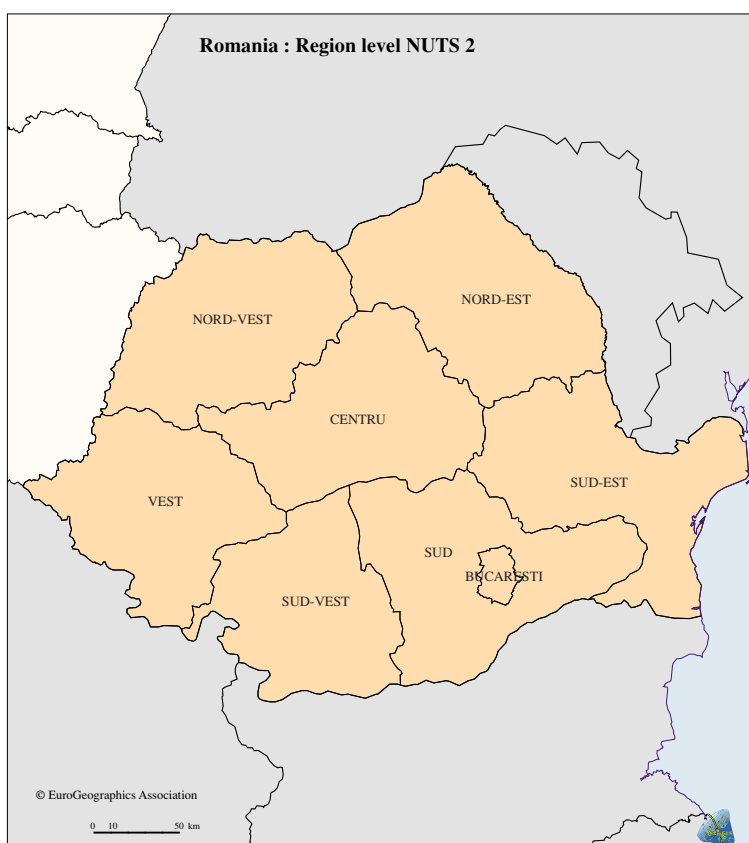 Romania : Region level NUTS 2
NORD-EST
NORD-VEST
CENTRU
SUD-EST
VEST
SUD
BUCARESTI
SUD-VEST
© EuroGeographics Association
0 10 50 km